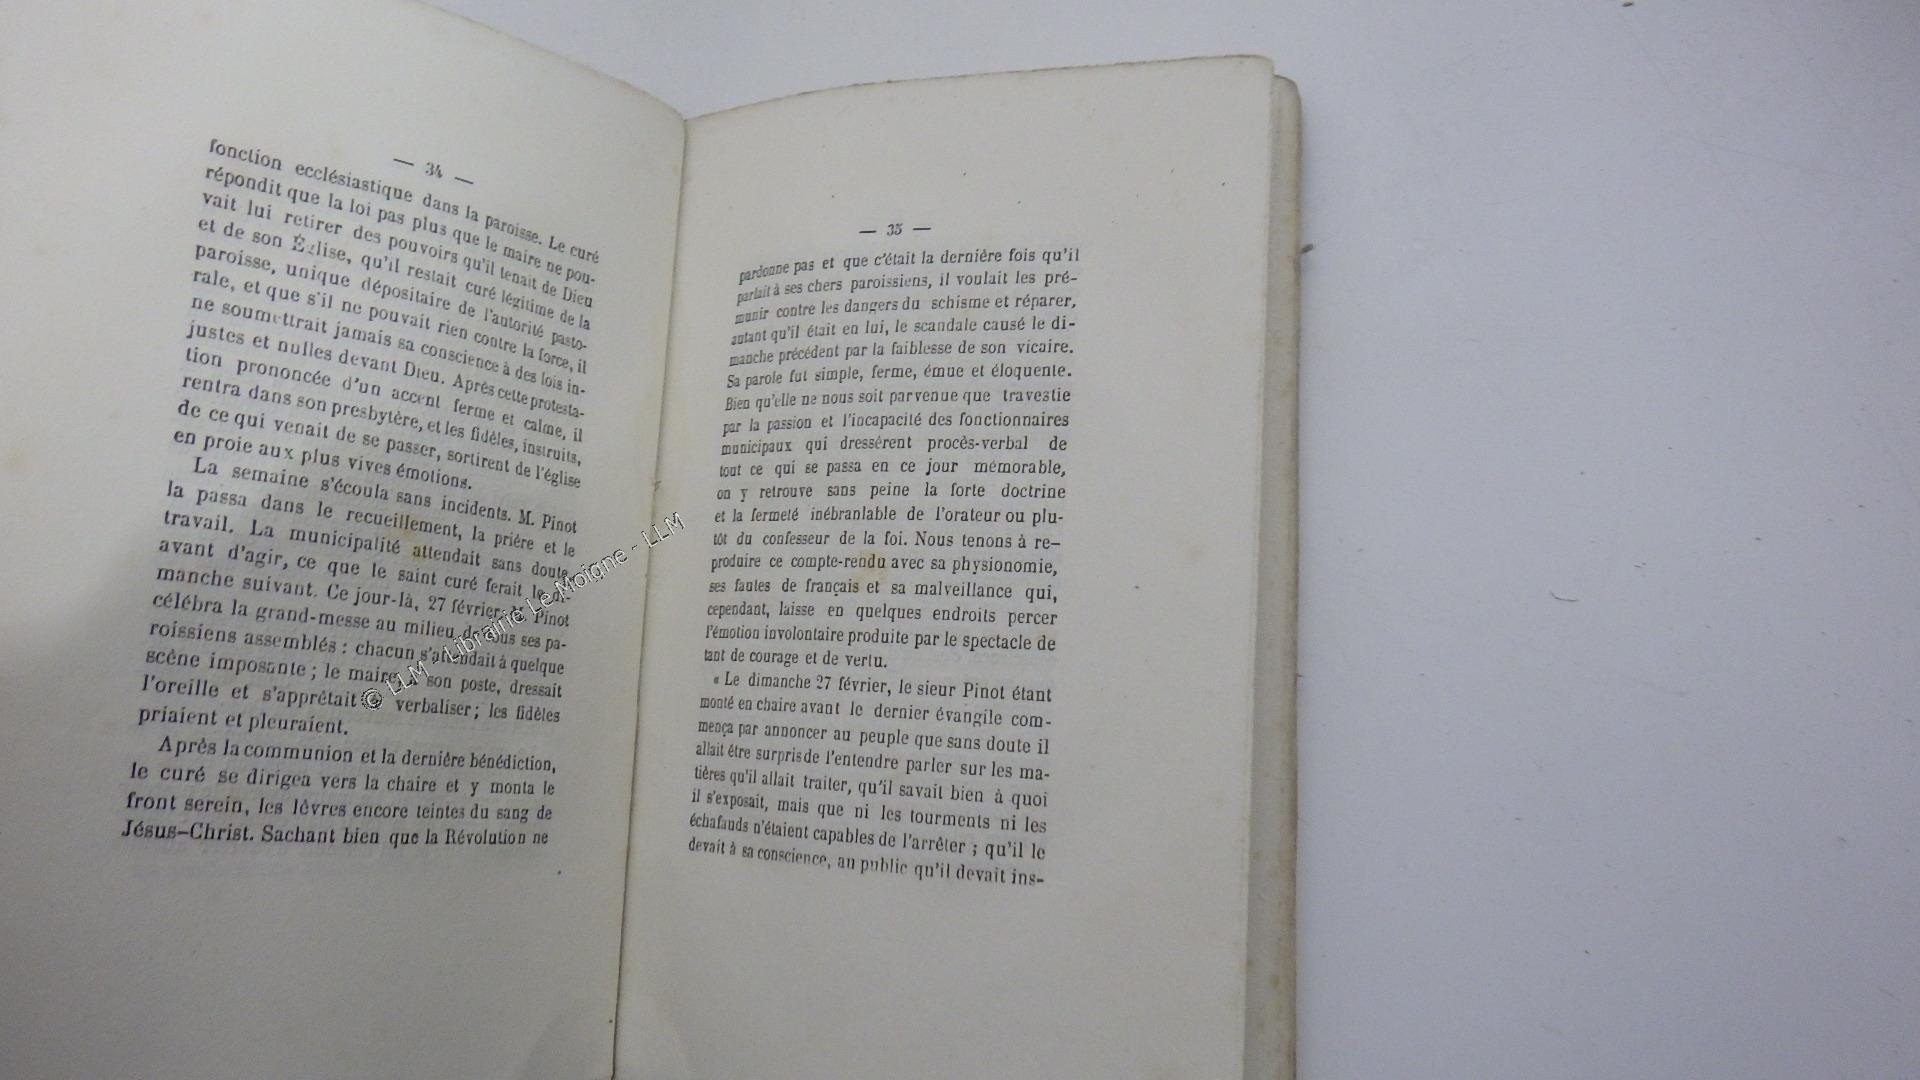 — 34 —
fonction ecclésiastique dans la paroisse. Le curé
répondit que la loi pas plus que le maire ne pou-
vait lui retirer des pouvoirs qu'il tenait de Dieu
et de son Église, qu'il restait curé légitime de la
paroisse, unique dépositaire de l'autorité pasto-
rale, et que s'il ne pouvait rien contre la force, il
ne soumettrait jamais sa conscience à des lois in-
justes et nulles devant Dieu. Après cette protesta-
tion prononcée d'un accent ferme et calme, il
rentra dans son presbytère, et les fidèles, instruits,
de ce qui venait de se passer, sortirent de l'église
en proie aux plus vives émotions.
La semaine s'écoula sans incidents. M. Pinot
la passa dans le recueillement, la prière et le
travail. La municipalité attendait sans doute,
avant d'agir, ce que le saint curé ferait le di-
manche suivant. Ce jour-là, 27 février, M. Pinot
célébra la grand-messe au milieu de tous ses pa-
roissiens assemblés : chacun s'attendait à quelque
scène imposante ; le maire, à son poste, dressait
l'oreille et s'apprêtait à verbaliser ; les fidèles
priaient et pleuraient.
Après la communion et la dernière bénédiction,
le curé se dirigea vers la chaire et y monta le
front serein, les lèvres encore teintes du sang de
Jésus-Christ. Sachant bien que la Révolution ne
— 35 —
pardonne pas et que c'était la dernière fois qu'il
parlait à ses chers paroissiens, il voulait les pré-
munir contre les dangers du schisme et réparer,
autant qu'il était en lui, le scandale causé le di-
manche précédent par la faiblesse de son vicaire.
Sa parole fut simple, ferme, émue et éloquente.
Bien qu'elle ne nous soit parvenue que travestie
par la passion et l'incapacité des fonctionnaires
municipaux qui dressèrent procès-verbal de
tout ce qui se passa en ce jour mémorable,
on y retrouve sans peine la forte doctrine
et la fermeté inébranlable de l'orateur ou plu-
tôt du confesseur de la foi. Nous tenons à re-
produire ce compte-rendu avec sa physionomie,
ses fautes de français et sa malveillance qui,
cependant, laisse en quelques endroits percer
l'émotion involontaire produite par le spectacle de
tant de courage et de vertu.
« Le dimanche 27 février, le sieur Pinot étant
monté en chaire avant le dernier évangile com-
mença par annoncer au peuple que sans doute il
allait être surpris de l'entendre parler sur les ma-
tières qu'il allait traiter, qu'il savait bien à quoi
il s'exposait, mais que ni les tourments ni les
échafauds n'étaient capables de l'arrêter ; qu'il le
devait à sa conscience, au public qu'il devait ins-
© LLM - Librairie Le Moigne - LLM